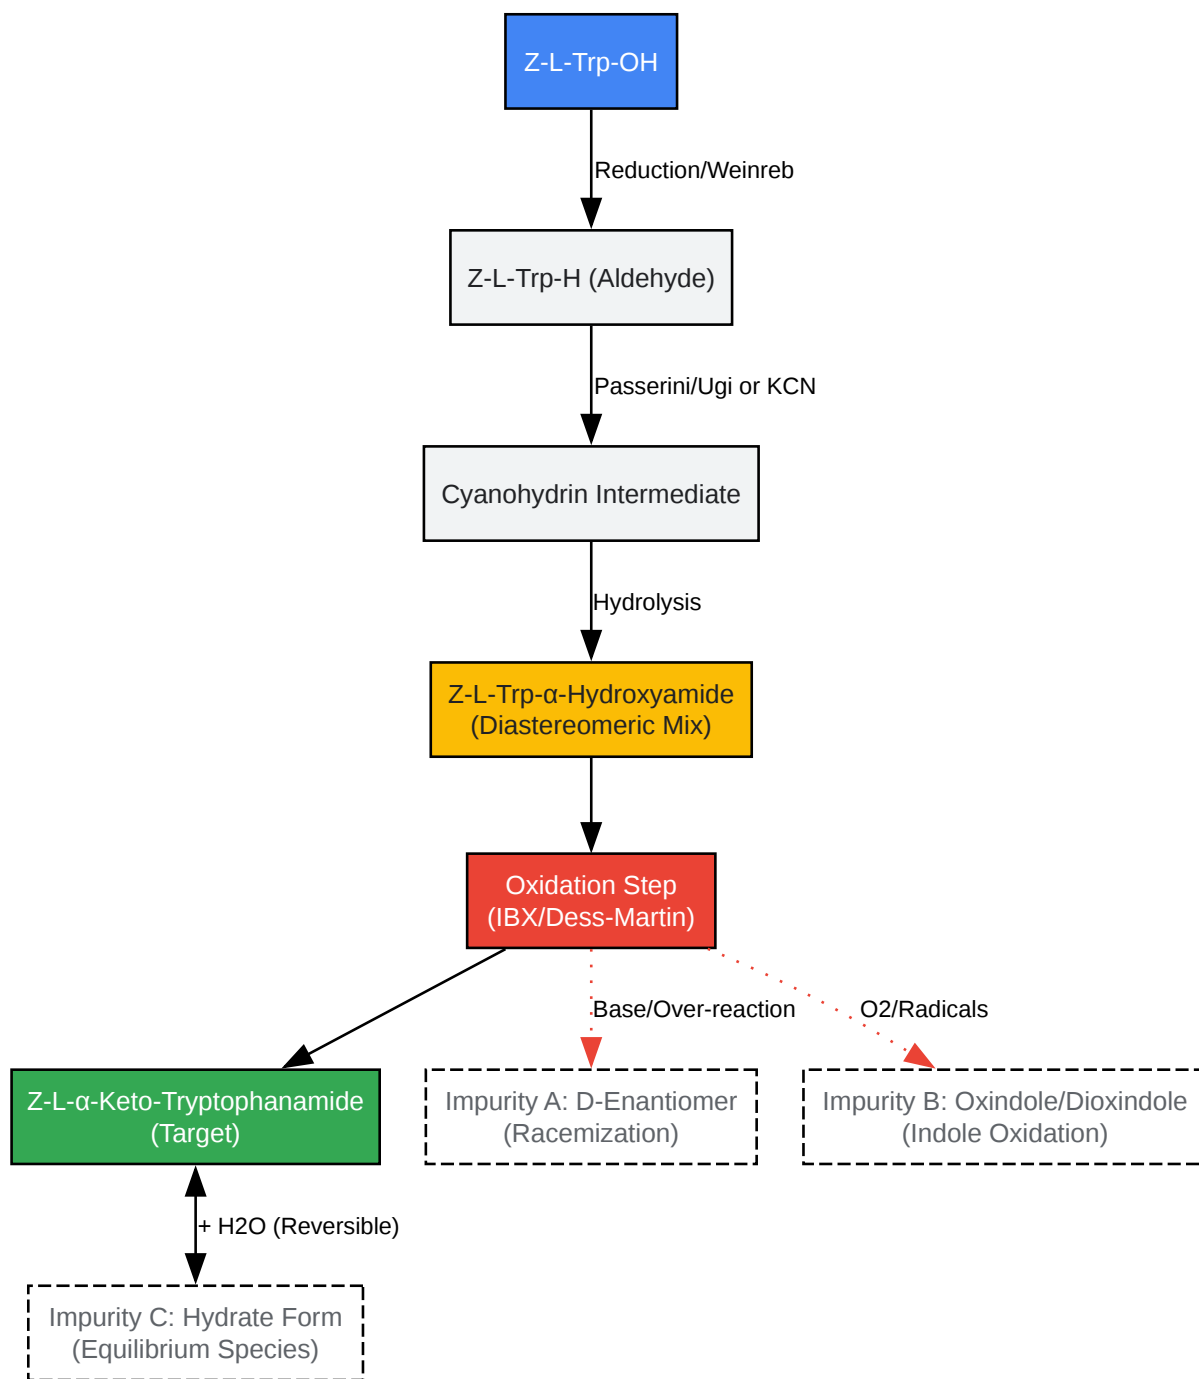 Z-L-Trp-OH
Reduction/Weinreb
Z-L-Trp-H (Aldehyde)
Passerini/Ugi or KCN
Cyanohydrin Intermediate
Hydrolysis
Z-L-Trp-α-Hydroxyamide
(Diastereomeric Mix)
Oxidation Step
(IBX/Dess-Martin)
Base/Over-reaction
O2/Radicals
Z-L-α-Keto-Tryptophanamide
(Target)
Impurity A: D-Enantiomer
(Racemization)
Impurity B: Oxindole/Dioxindole
(Indole Oxidation)
+ H2O (Reversible)
Impurity C: Hydrate Form
(Equilibrium Species)